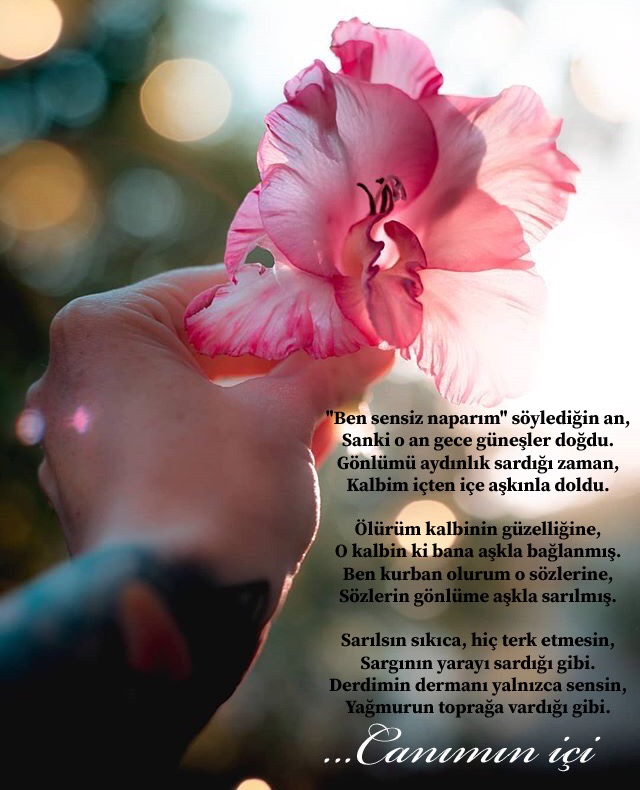 "Ben sensiz naparım" söylediğin an,
Sanki o an gece güneşler doğdu.
Gönlümü aydınlık sardığı zaman,
Kalbim içten içe aşkınla doldu.
Ölürüm kalbinin güzelliğine,
O kalbin ki bana aşkla bağlanmış.
Ben kurban olurum o sözlerine,
Sözlerin gönlüme aşkla sarılmış.
Sarılsın sıkıca, hiç terk etmesin,
Sargının yarayı sardığı gibi.
Derdimin dermanı yalnızca sensin,
Yağmurun toprağa vardığı gibi.
...Canımın içi